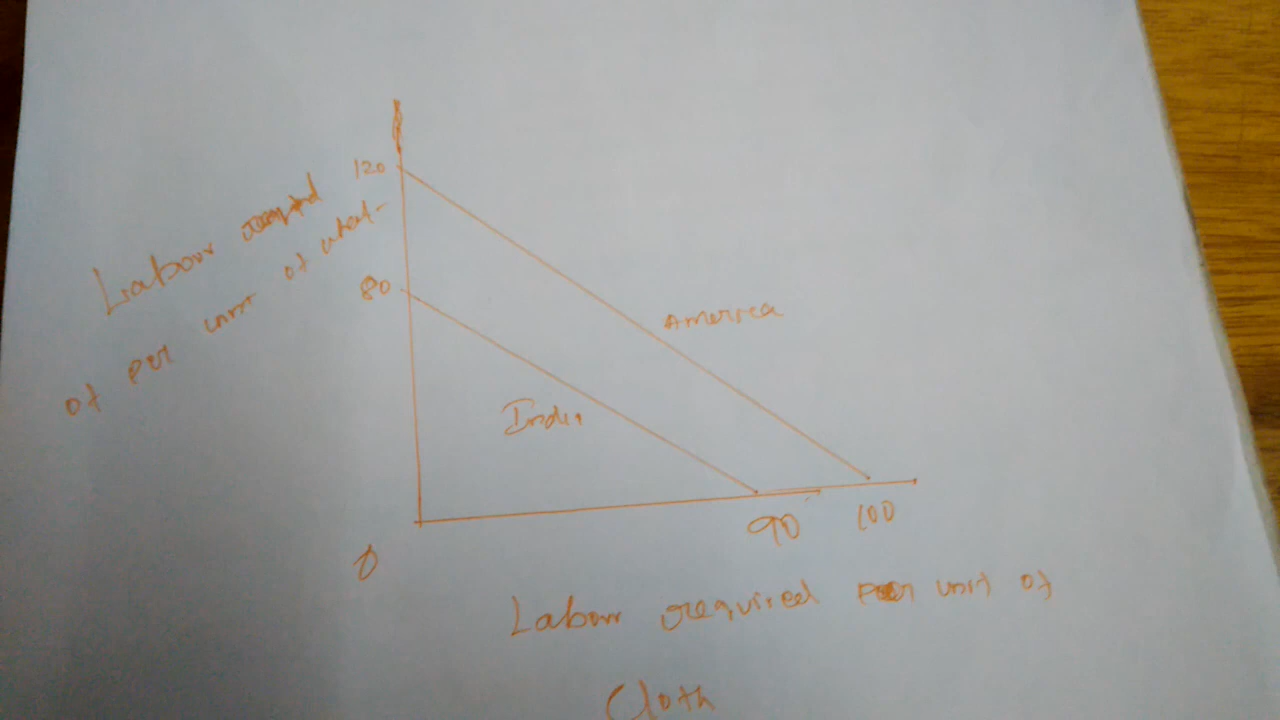 120
Labour required
of per unit of wheat
80
America
India
0
90
100
Labour required per unit of
Cloth